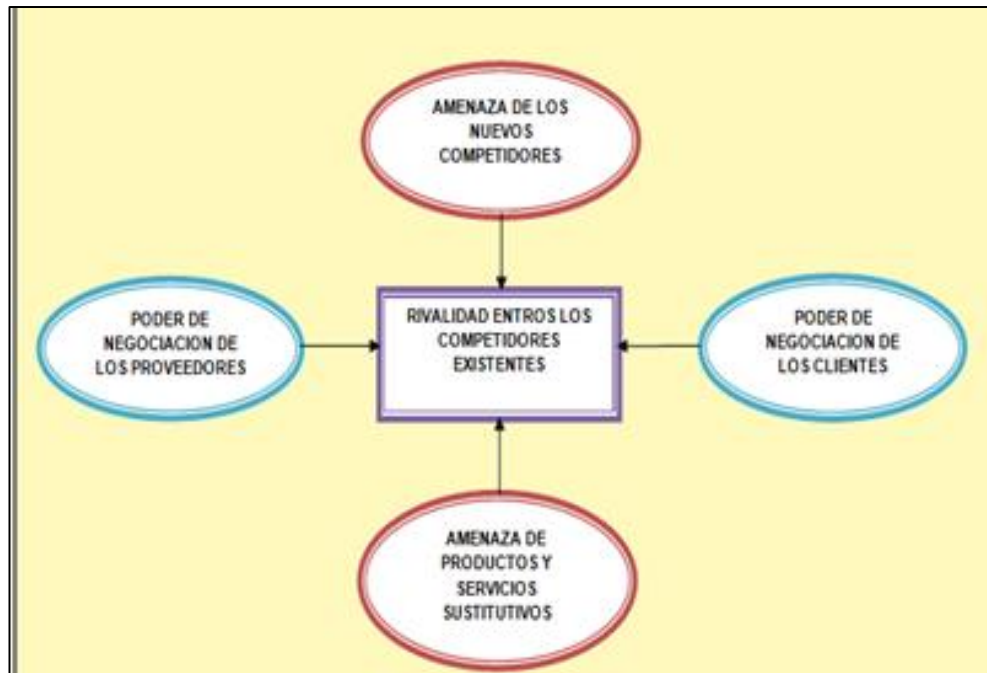 AMENAZA DE LOS
NUEVOS
COMPETIDORES
PODER DE
NEGOCIACION DE
LOS PROVEEDORES
RIVALIDAD ENTROS LOS
COMPETIDORES
EXISTENTES
PODER DE
NEGOCIACION DE
LOS CLIENTES
AMENAZA DE
PRODUCTOS Y
SERVICIOS
SUSTITUTIVOS